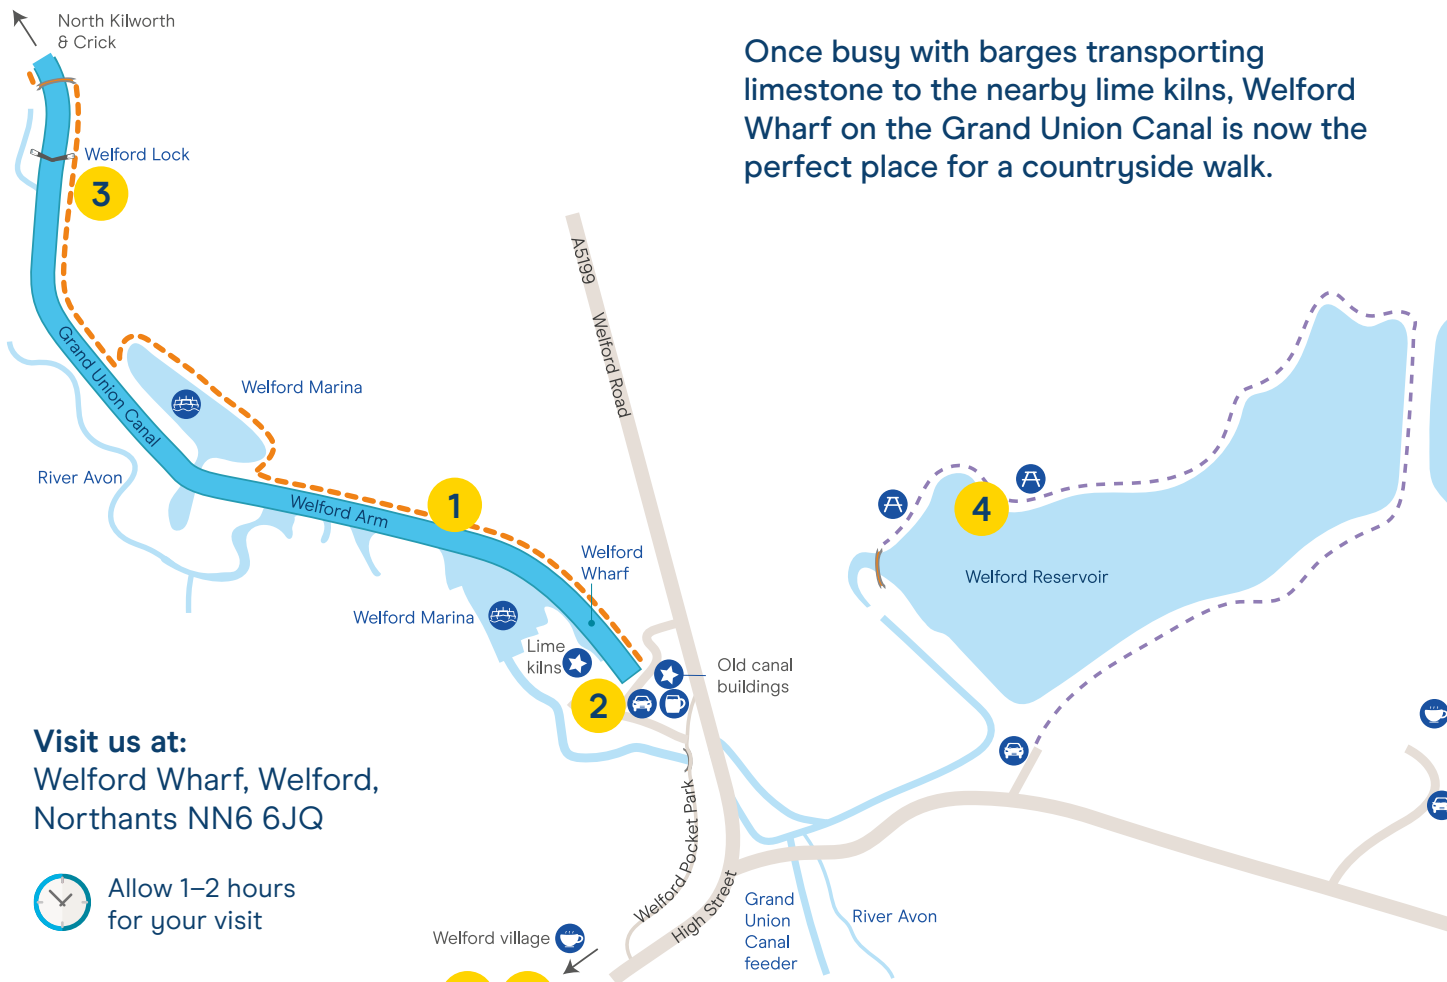 North Kilworth
& Crick
Once busy with barges transporting
limestone to the nearby lime kilns, Welford
Wharf on the Grand Union Canal is now the
perfect place for a countryside walk.
Welford Lock
3
A5199
Welford Road
Grand Union Canal
Welford Marina
River Avon
Welford Arm
1
4
Welford
Wharf
Welford Reservoir
Welford Marina
Lime
kilns
2
Old canal
buildings
Visit us at:
Welford Wharf, Welford,
Northants NN6 6JQ
Allow 1–2 hours
for your visit
Welford Pocket Park
High Street
Grand
Union
Canal
feeder
River Avon
Welford village